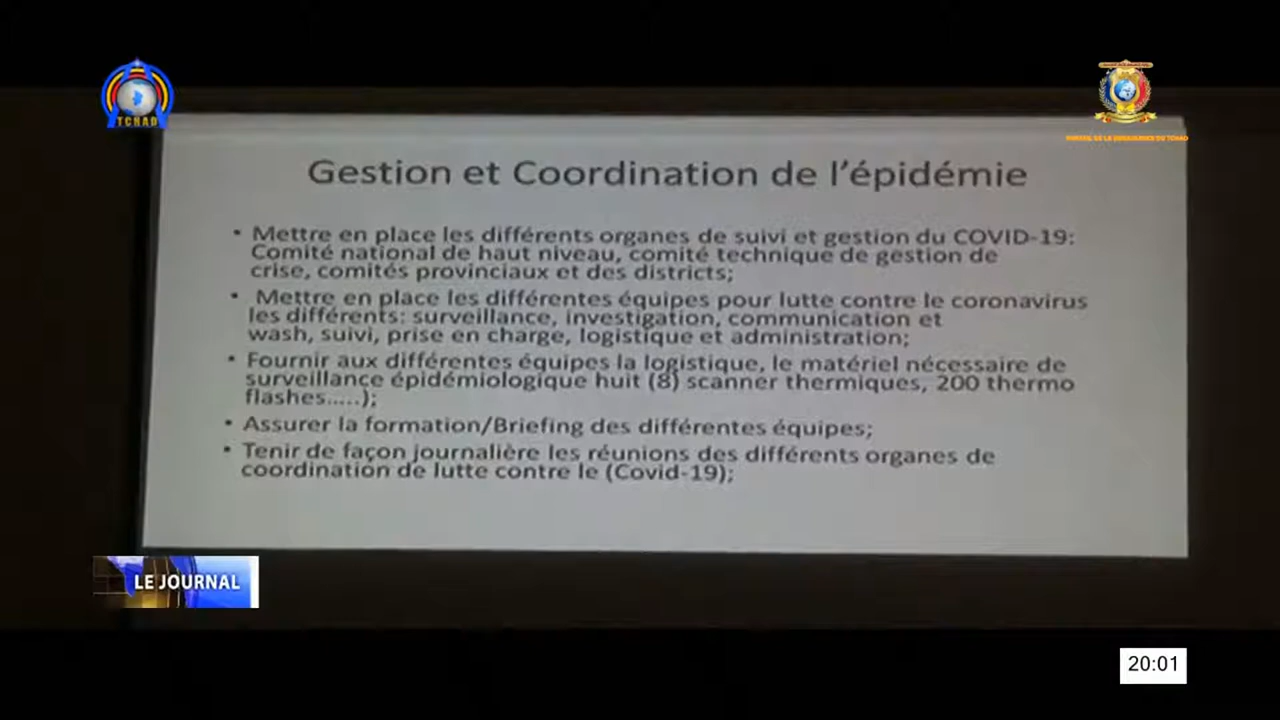 TCHAD
Gestion et Coordination de l'épidémie
• Mettre en place les différents organes de suivi et gestion du COVID-19:
Comité national de haut niveau, comité technique de gestion de
crise, comités provinciaux et des districts;
• Mettre en place les différentes équipes pour lutte contre le coronavirus
les différents: surveillance, investigation, communication et
wash, suivi, prise en charge, logistique et administration;
• Fournir aux différentes équipes la logistique, le matériel nécessaire de
surveillance épidémiologique huit (8) scanner thermiques, 200 thermo
flashes.....);
• Assurer la formation/Briefing des différentes équipes;
• Tenir de façon journalière les réunions des différents organes de
coordination de lutte contre le (Covid-19);
LE JOURNAL
20:01